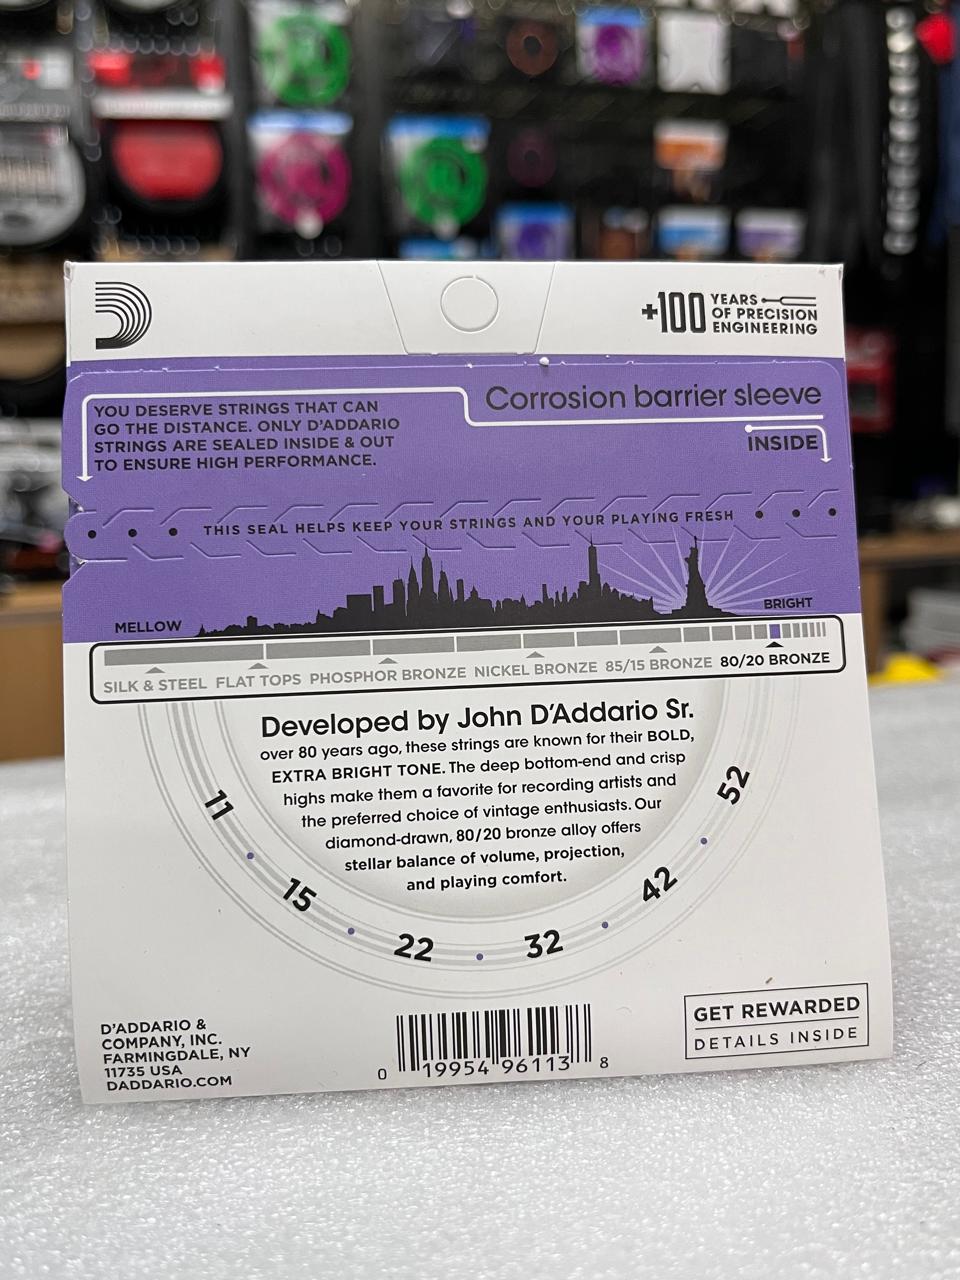 +100 YEARS
OF PRECISION
ENGINEERING
YOU DESERVE STRINGS THAT CAN
GO THE DISTANCE. ONLY D'ADDARIO
STRINGS ARE SEALED INSIDE & OUT
TO ENSURE HIGH PERFORMANCE.
Corrosion barrier sleeve
INSIDE
THIS SEAL HELPS KEEP YOUR STRINGS AND YOUR PLAYING FRESH
MELLOW
BRIGHT
SILK & STEEL FLAT TOPS PHOSPHOR BRONZE NICKEL BRONZE 85/15 BRONZE 80/20 BRONZE
Developed by John D'Addario Sr.
over 80 years ago, these strings are known for their BOLD,
EXTRA BRIGHT TONE. The deep bottom-end and crisp
highs make them a favorite for recording artists and
the preferred choice of vintage enthusiasts. Our
diamond-drawn, 80/20 bronze alloy offers
stellar balance of volume, projection,
and playing comfort.
11 • 15 • 22 • 32 • 42 • 52
D'ADDARIO &
COMPANY, INC.
FARMINGDALE, NY
11735 USA
DADDARIO.COM
0 19954 96113 8
GET REWARDED
DETAILS INSIDE